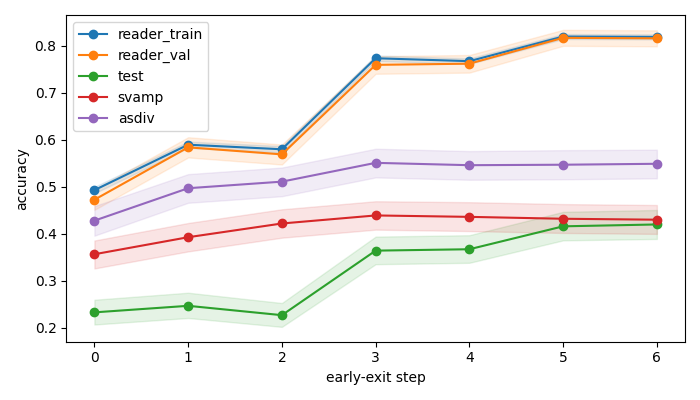 reader_train
reader_val
test
svamp
asdiv
accuracy
0.8
0.7
0.6
0.5
0.4
0.3
0.2
0 1 2 3 4 5 6
early-exit step